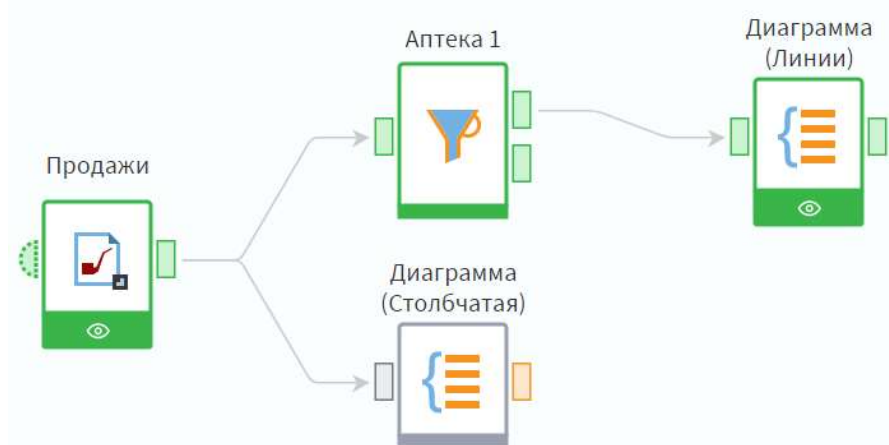 Продажи
Аптека 1
Диаграмма
(Линии)
Диаграмма
(Столбчатая)